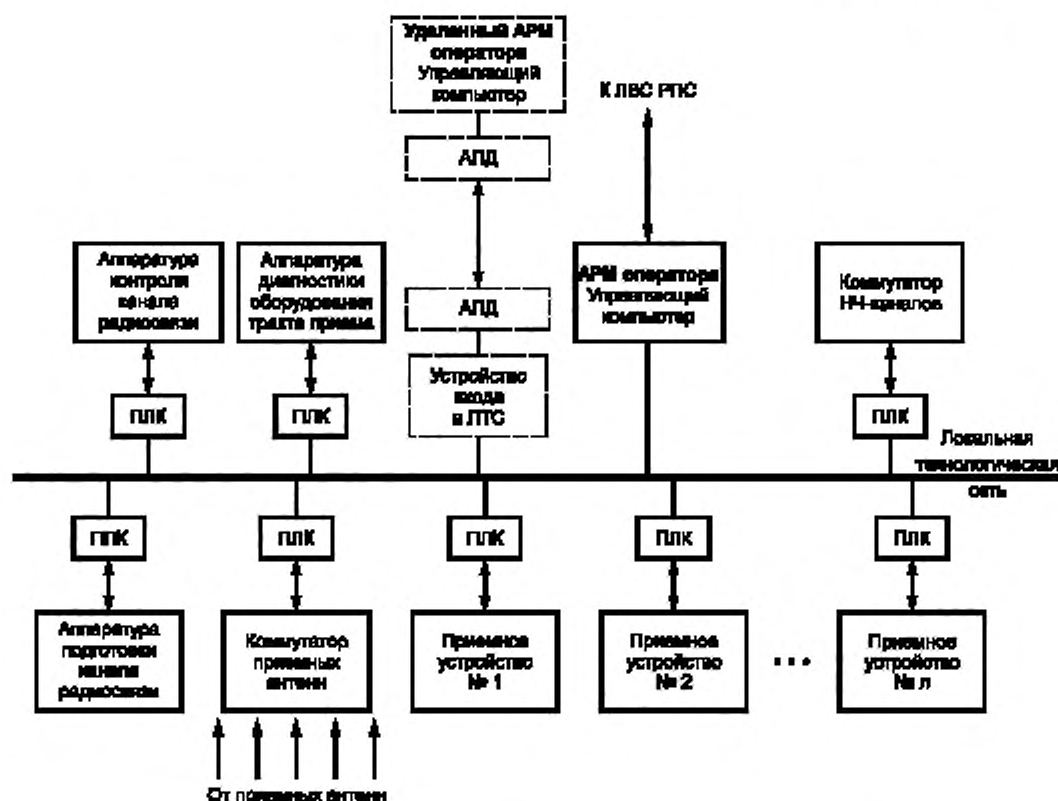 Удаленный АРМ
оператора
Управляющий
компьютер
К ЛВС РПС
АПД
Аппаратура
контроля
канала
радиосвязи
Аппаратура
диагностики
оборудования
тракта приема
АПД
АРМ оператора
Управляющий
компьютер
Коммутатор
НЧ-каналов
Устройство
входа
в ЛТС
ПЛК
ПЛК
ПЛК
Локальная
технологическая
сеть
ППК
ПЛК
ПЛК
ПЛК
ПЛК
Аппаратура
подготовки
канала
радиосвязи
Коммутатор
приемных
антенн
Приемное
устройство
№ 1
Приемное
устройство
№ 2
...
Приемное
устройство
№ л
От приемных антенн